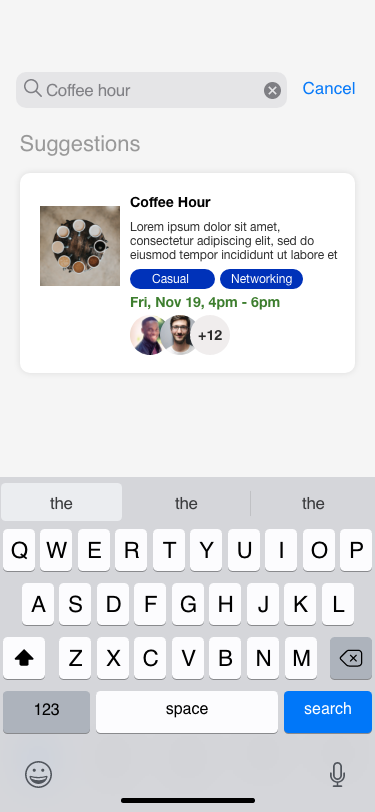 Coffee hour
Cancel
Suggestions
Coffee Hour
Lorem ipsum dolor sit amet,
consectetur adipiscing elit, sed do
eiusmod tempor incididunt ut labore et
Casual Networking
Fri, Nov 19, 4pm - 6pm
+12
the the the
Q W E R T Y U I O P
A S D F G H J K L
Z X C V B N M
123 space search